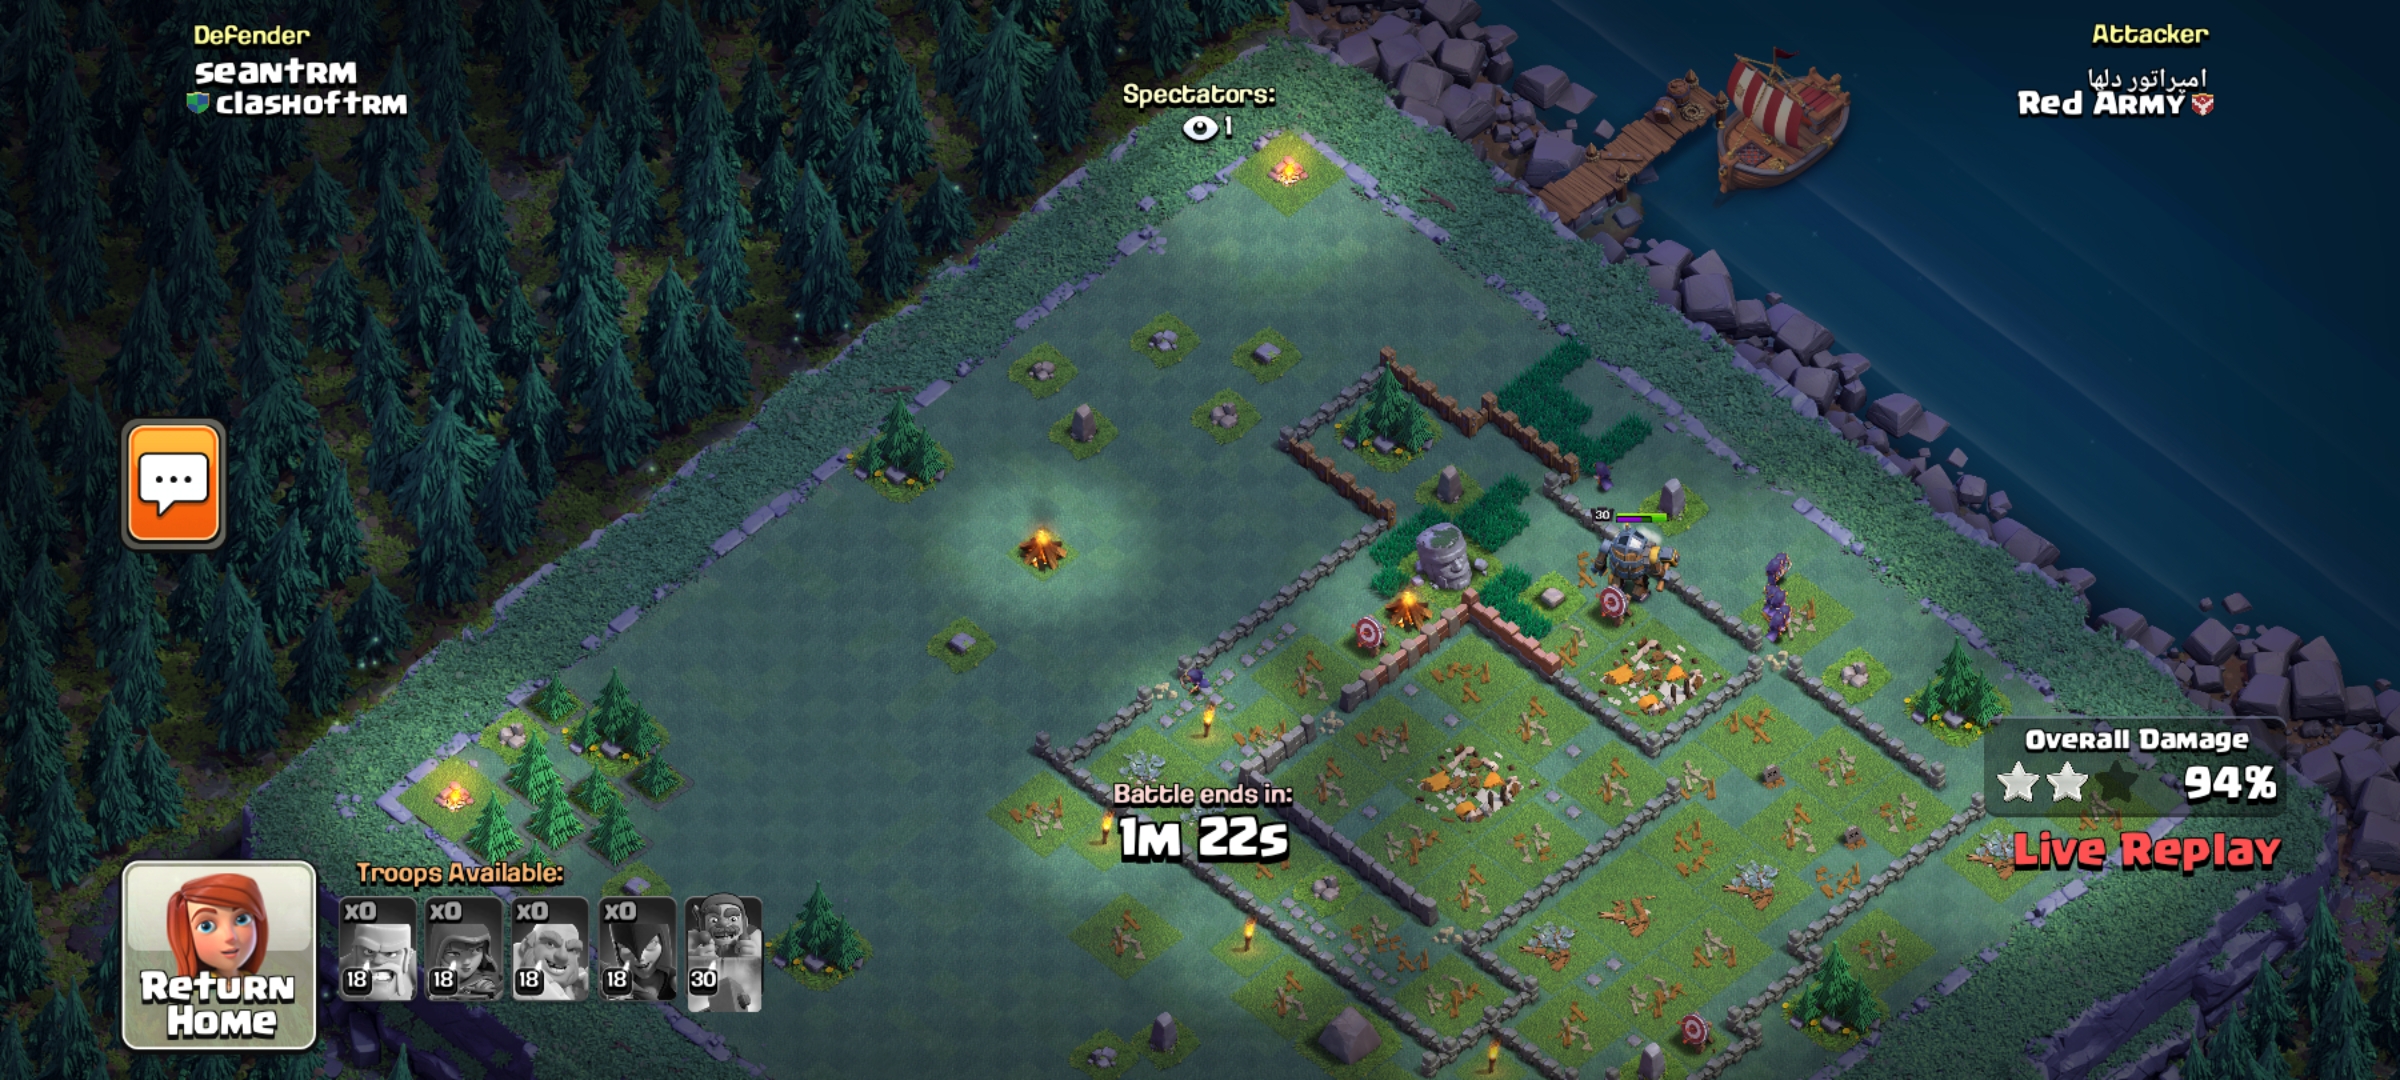 Defender
seantrm
clashoftrm
Spectators:
1
Attacker
امپراتور دلها
Red Army
30
Overall Damage
94%
Live Replay
Battle ends in:
1m 22s
Troops Available:
x0 x0 x0 x0
18 18 18 18 30
Return
Home